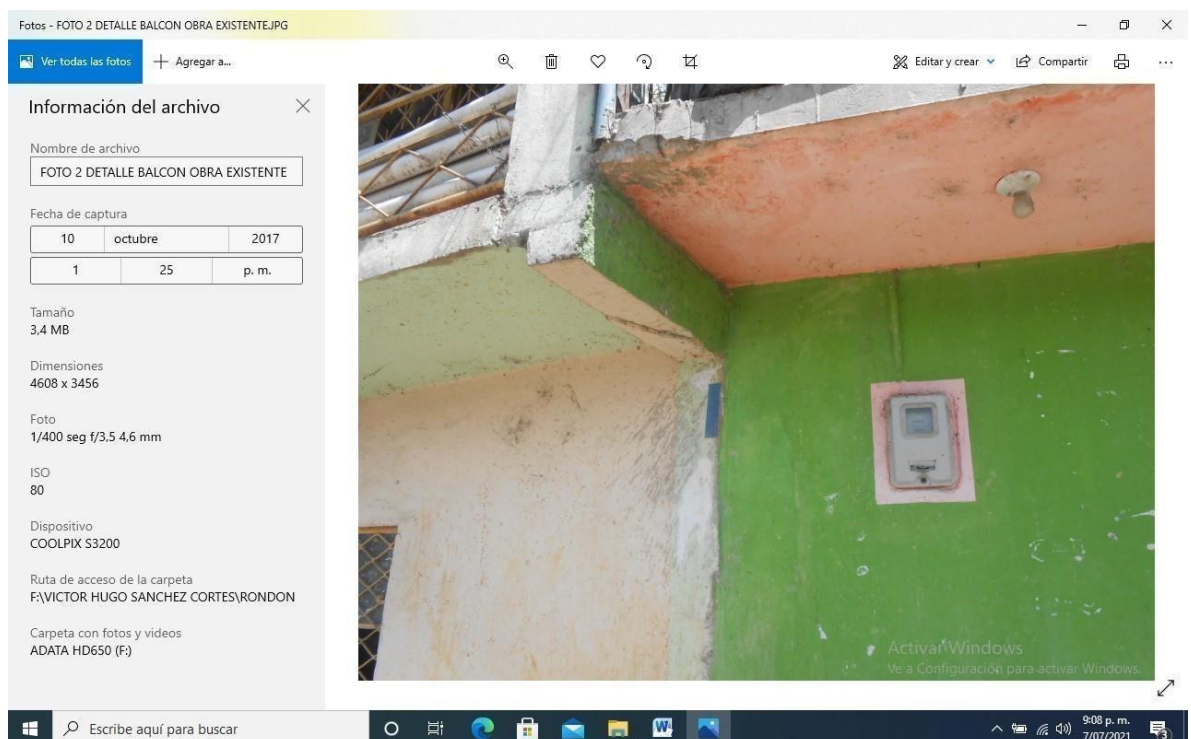 Fotos - FOTO 2 DETALLE BALCON OBRA EXISTENTE.JPG
Ver todas las fotos
Agregar a...
Editar y crear
Compartir
Información del archivo
Nombre de archivo
FOTO 2 DETALLE BALCON OBRA EXISTENTE
Fecha de captura
10 octubre 2017
1 25 p. m.
Tamaño
3,4 MB
Dimensiones
4608 x 3456
Foto
1/400 seg f/3.5 4,6 mm
ISO
80
Dispositivo
COOLPIX S3200
Ruta de acceso de la carpeta
F:\VICTOR HUGO SANCHEZ CORTES\RONDON
Carpeta con fotos y videos
ADATA HD650 (F:)
Activar Windows
Ve a Configuración para activar Windows.
Escribe aquí para buscar
W
9:08 p. m.
7/07/2021
3